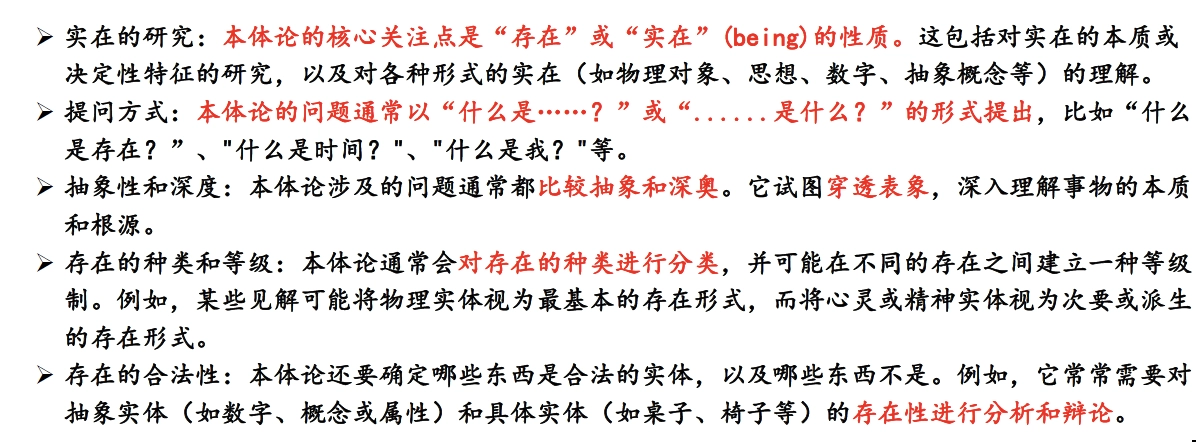 ➢ 实在的研究：本体论的核心关注点是“存在”或“实在”(being)的性质。这包括对实在的本质或
决定性特征的研究，以及对各种形式的实在（如物理对象、思想、数字、抽象概念等）的理解。
➢ 提问方式：本体论的问题通常以“什么是……？”或“......是什么？”的形式提出，比如“什么
是存在？”、"什么是时间？"、"什么是我？"等。
➢ 抽象性和深度：本体论涉及的问题通常都比较抽象和深奥。它试图穿透表象，深入理解事物的本质
和根源。
➢ 存在的种类和等级：本体论通常会对存在的种类进行分类，并可能在不同的存在之间建立一种等级
制。例如，某些见解可能将物理实体视为最基本的存在形式，而将心灵或精神实体视为次要或派生
的存在形式。
➢ 存在的合法性：本体论还要确定哪些东西是合法的实体，以及哪些东西不是。例如，它常常需要对
抽象实体（如数字、概念或属性）和具体实体（如桌子、椅子等）的存在性进行分析和辩论。